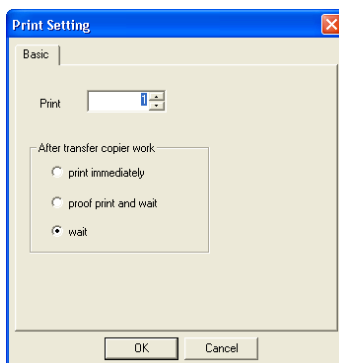 Print Setting
Basic
Print 1
After transfer copier work
print immediately
proof print and wait
wait
OK Cancel